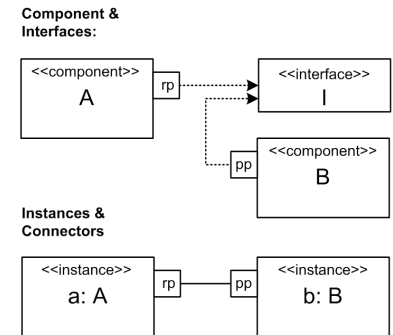 Component &
Interfaces:
<<component>>
A
rp
<<interface>>
I
<<component>>
B
pp
Instances &
Connectors
<<instance>>
a: A
rp
pp
<<instance>>
b: B